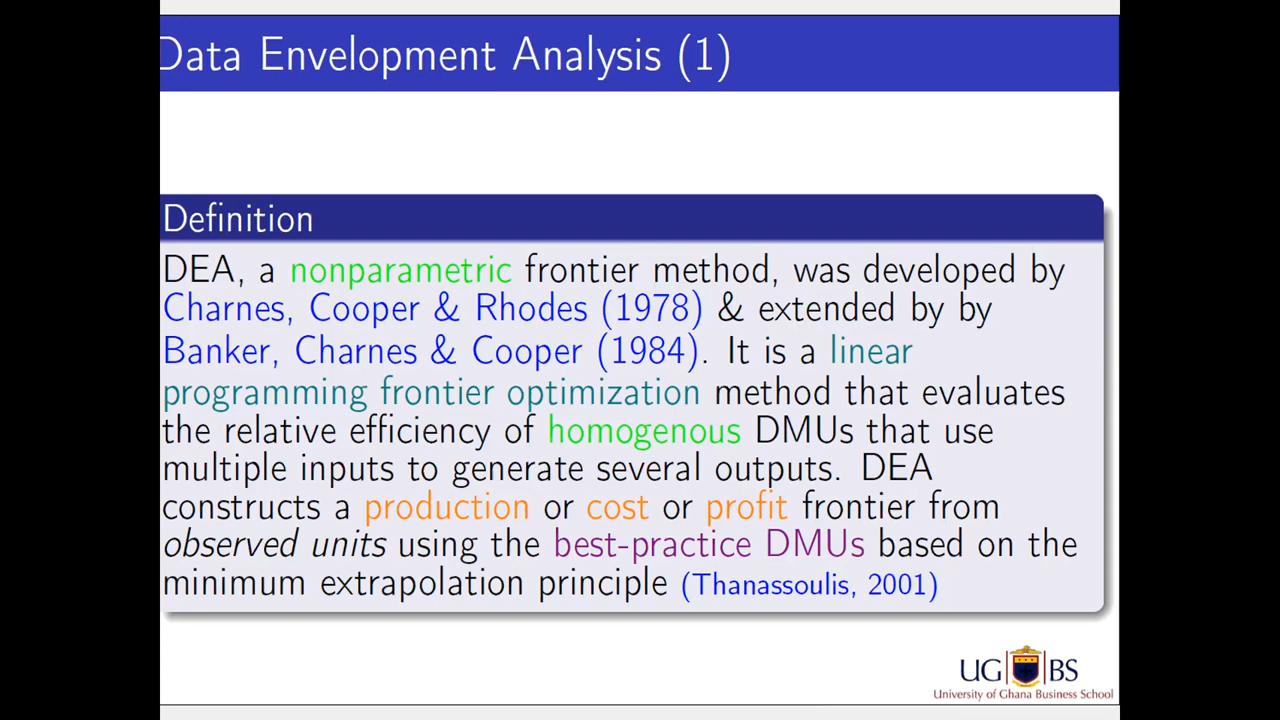 Data Envelopment Analysis (1)
Definition
DEA, a nonparametric frontier method, was developed by
Charnes, Cooper & Rhodes (1978) & extended by by
Banker, Charnes & Cooper (1984). It is a linear
programming frontier optimization method that evaluates
the relative efficiency of homogenous DMUs that use
multiple inputs to generate several outputs. DEA
constructs a production or cost or profit frontier from
observed units using the best-practice DMUs based on the
minimum extrapolation principle (Thanassoulis, 2001)
UG BS
University of Ghana Business School